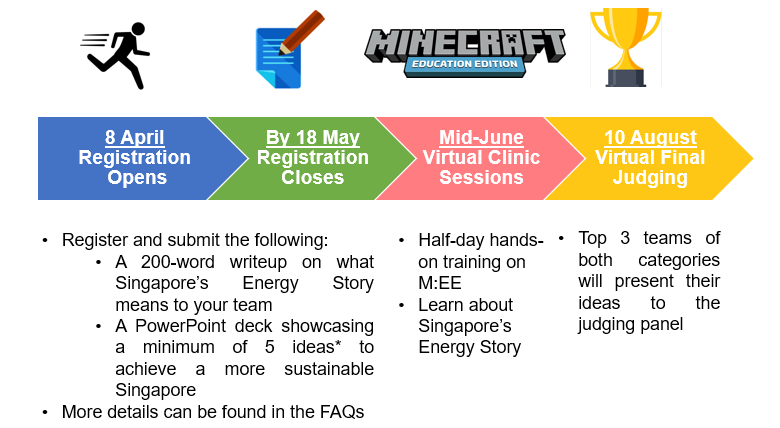 MINECRAFT
EDUCATION EDITION
8 April
Registration
Opens
By 18 May
Registration
Closes
Mid-June
Virtual Clinic
Sessions
10 August
Virtual Final
Judging
• Register and submit the following:
• A 200-word writeup on what
Singapore’s Energy Story
means to your team
• A PowerPoint deck showcasing
a minimum of 5 ideas* to
achieve a more sustainable
Singapore
• More details can be found in the FAQs
• Half-day hands-
on training on
M:EE
• Learn about
Singapore’s
Energy Story
• Top 3 teams of
both categories
will present their
ideas to the
judging panel